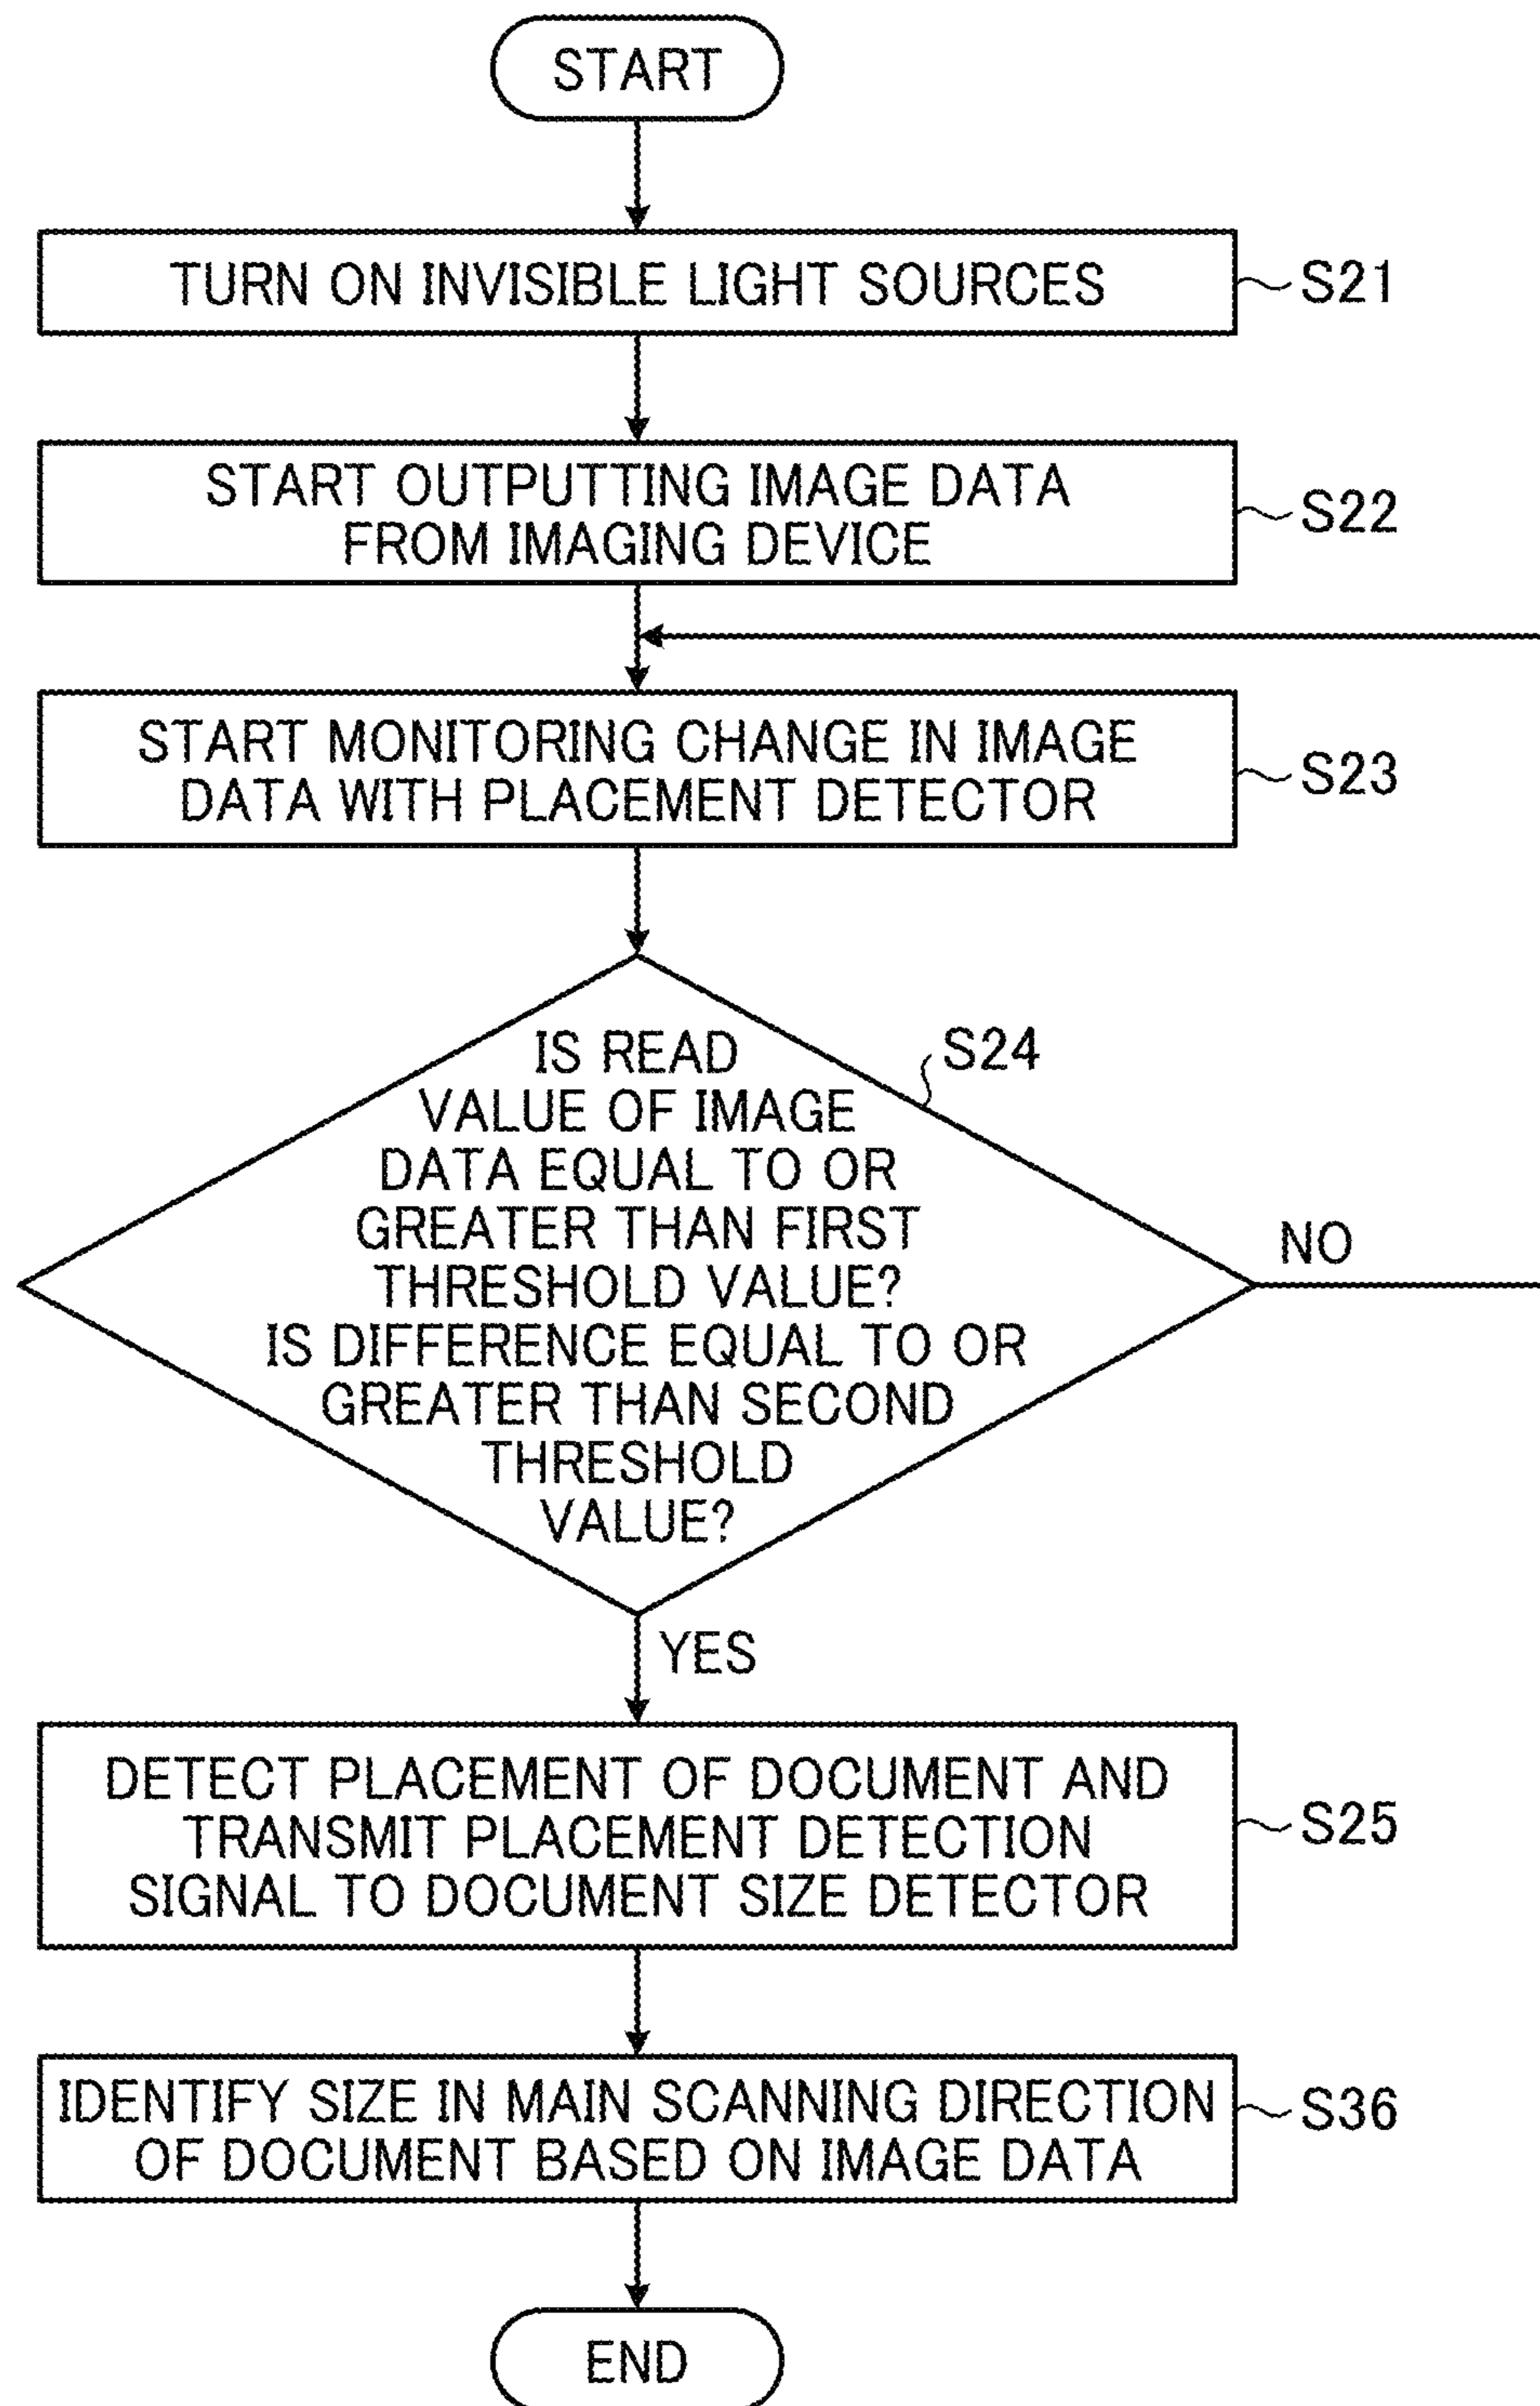 START
TURN ON INVISIBLE LIGHT SOURCES
S21
START OUTPUTTING IMAGE DATA
FROM IMAGING DEVICE
S22
START MONITORING CHANGE IN IMAGE
DATA WITH PLACEMENT DETECTOR
S23
IS READ
VALUE OF IMAGE
DATA EQUAL TO OR
GREATER THAN FIRST
THRESHOLD VALUE?
IS DIFFERENCE EQUAL TO OR
GREATER THAN SECOND
THRESHOLD
VALUE?
S24
NO
YES
DETECT PLACEMENT OF DOCUMENT AND
TRANSMIT PLACEMENT DETECTION
SIGNAL TO DOCUMENT SIZE DETECTOR
S25
IDENTIFY SIZE IN MAIN SCANNING DIRECTION
OF DOCUMENT BASED ON IMAGE DATA
S36
END